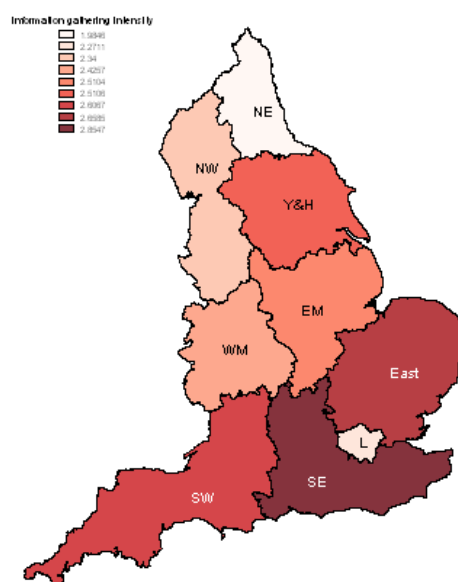 Information gathering Intensity
1.9846
2.2711
2.34
2.4257
2.5104
2.5106
2.6067
2.6585
2.8547
NE
NW
Y&H
EM
WM
East
L
SE
SW